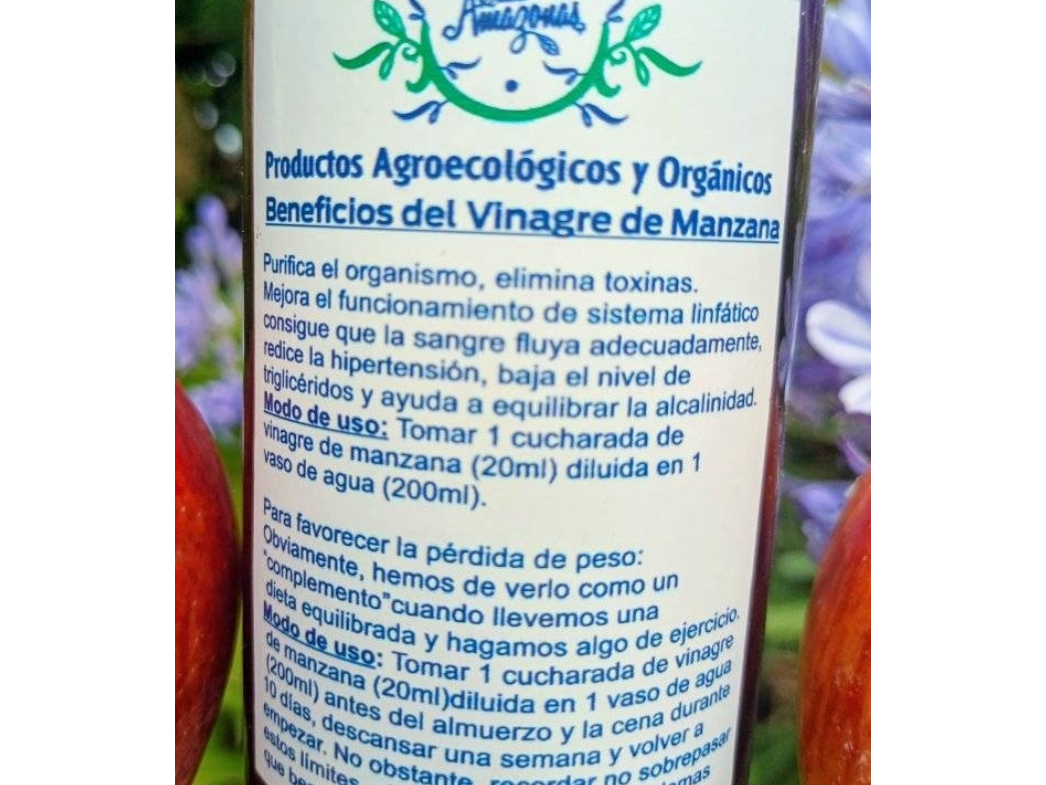 Amazonas
Productos Agroecológicos y Orgánicos
Beneficios del Vinagre de Manzana
Purifica el organismo, elimina toxinas.
Mejora el funcionamiento de sistema linfático
consigue que la sangre fluya adecuadamente,
redice la hipertensión, baja el nivel de
triglicéridos y ayuda a equilibrar la alcalinidad.
Modo de uso: Tomar 1 cucharada de
vinagre de manzana (20ml) diluida en 1
vaso de agua (200ml).
Para favorecer la pérdida de peso:
Obviamente, hemos de verlo como un
"complemento"cuando llevemos una
dieta equilibrada y hagamos algo de ejercicio.
Modo de uso: Tomar 1 cucharada de vinagre
de manzana (20ml)diluida en 1 vaso de agua
(200ml) antes del almuerzo y la cena durante
10 días, descansar una semana y volver a
empezar. No obstante, recordar no sobrepasar
estos límites
que